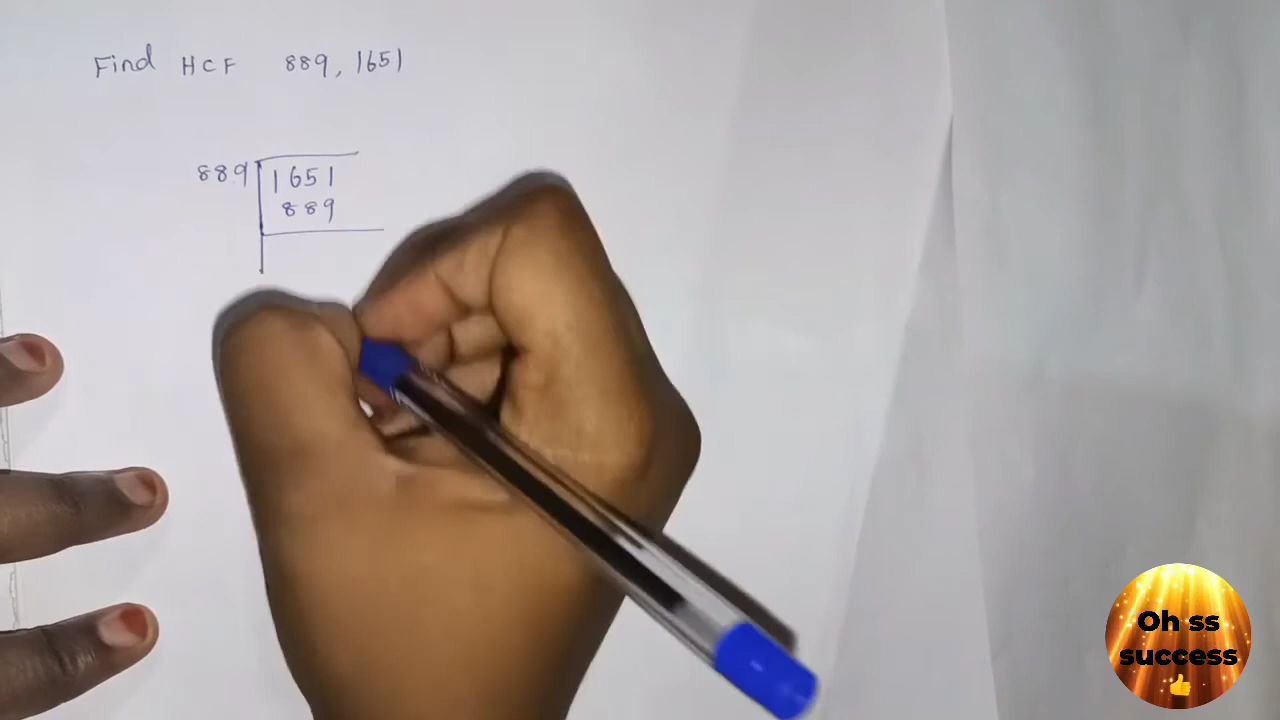 Find HCF 889, 1651
889 1651
889
Oh ss
success👍